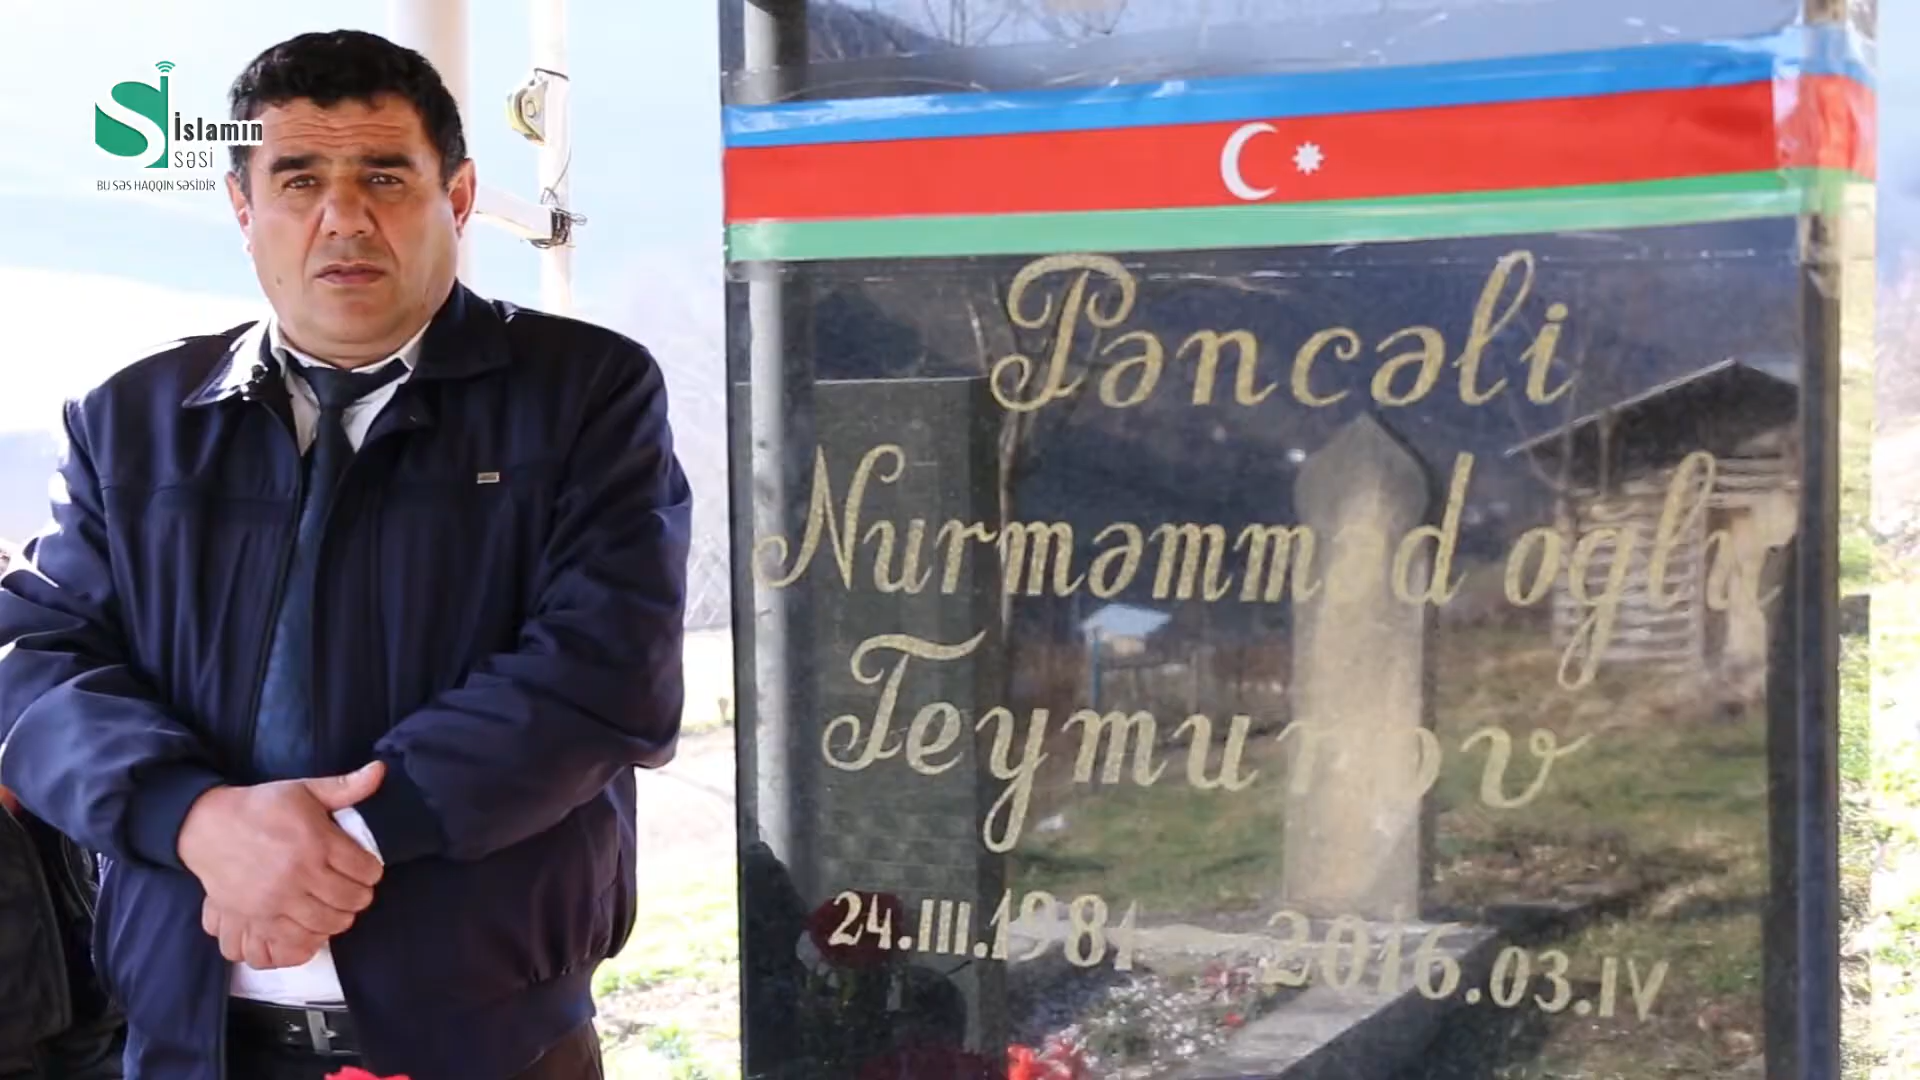 İslamın
səsi
BU SƏS HAQQIN SƏSİDİR
Pəncəli
Nurməmməd oğlu
Teymurov
24.III.1981 2016.03.IV